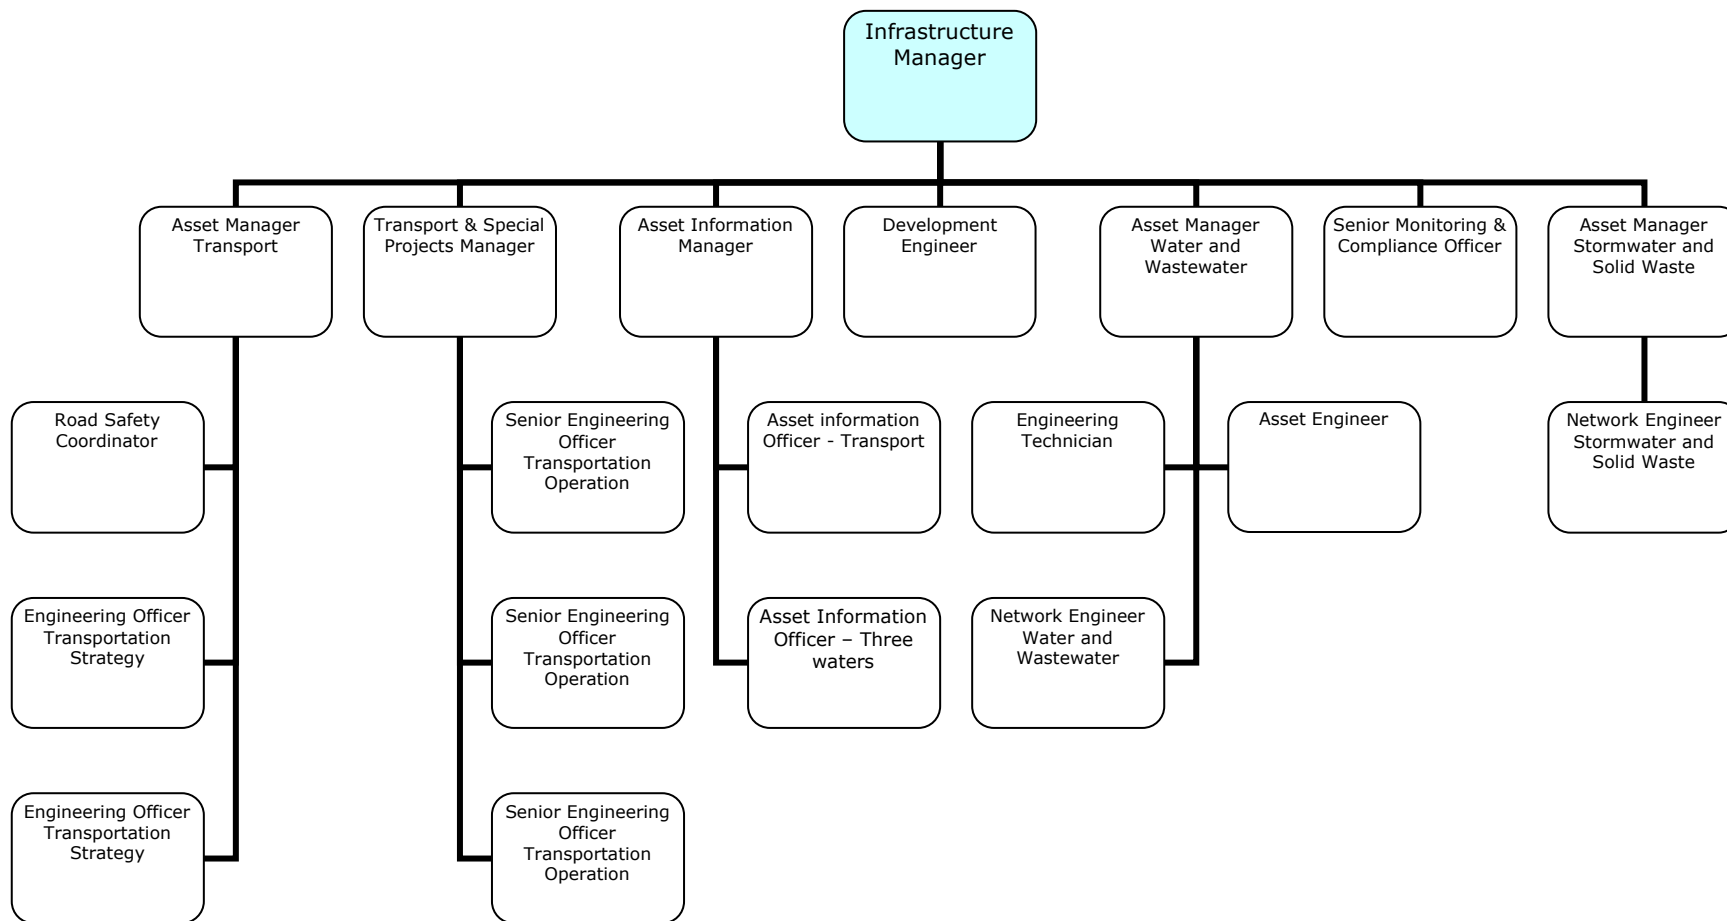 Infrastructure
Manager
Asset Manager
Transport
Transport & Special
Projects Manager
Asset Information
Manager
Development
Engineer
Asset Manager
Water and
Wastewater
Senior Monitoring &
Compliance Officer
Asset Manager
Stormwater and
Solid Waste
Road Safety
Coordinator
Senior Engineering
Officer
Transportation
Operation
Asset information
Officer - Transport
Engineering
Technician
Asset Engineer
Network Engineer
Stormwater and
Solid Waste
Engineering Officer
Transportation
Strategy
Senior Engineering
Officer
Transportation
Operation
Asset Information
Officer – Three
waters
Network Engineer
Water and
Wastewater
Engineering Officer
Transportation
Strategy
Senior Engineering
Officer
Transportation
Operation